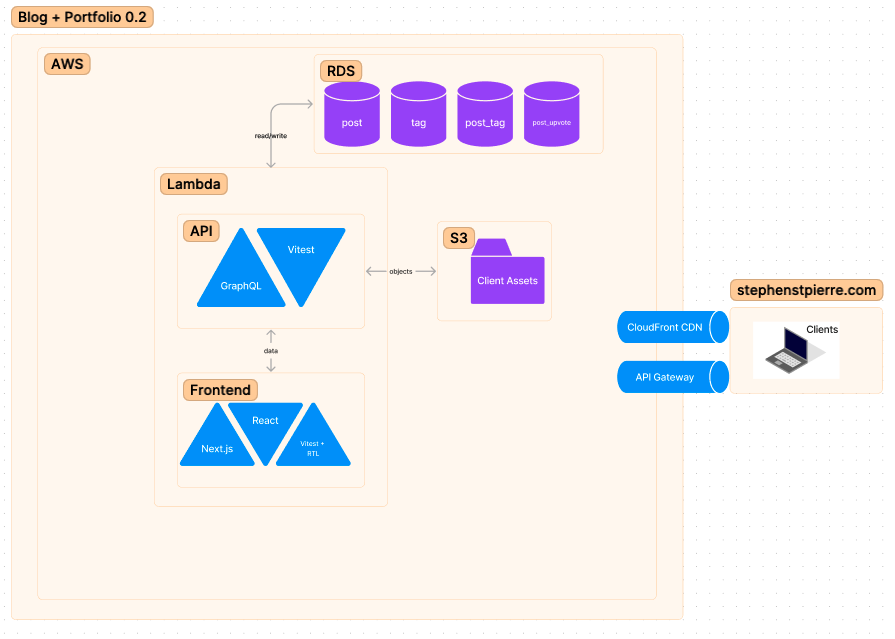 Blog + Portfolio 0.2
AWS
RDS
post
tag
post_tag
post_upvote
read/write
Lambda
API
Vitest
GraphQL
objects
S3
Client Assets
data
Frontend
React
Next.js
Vitest +
RTL
stephenstpierre.com
Clients
CloudFront CDN
API Gateway